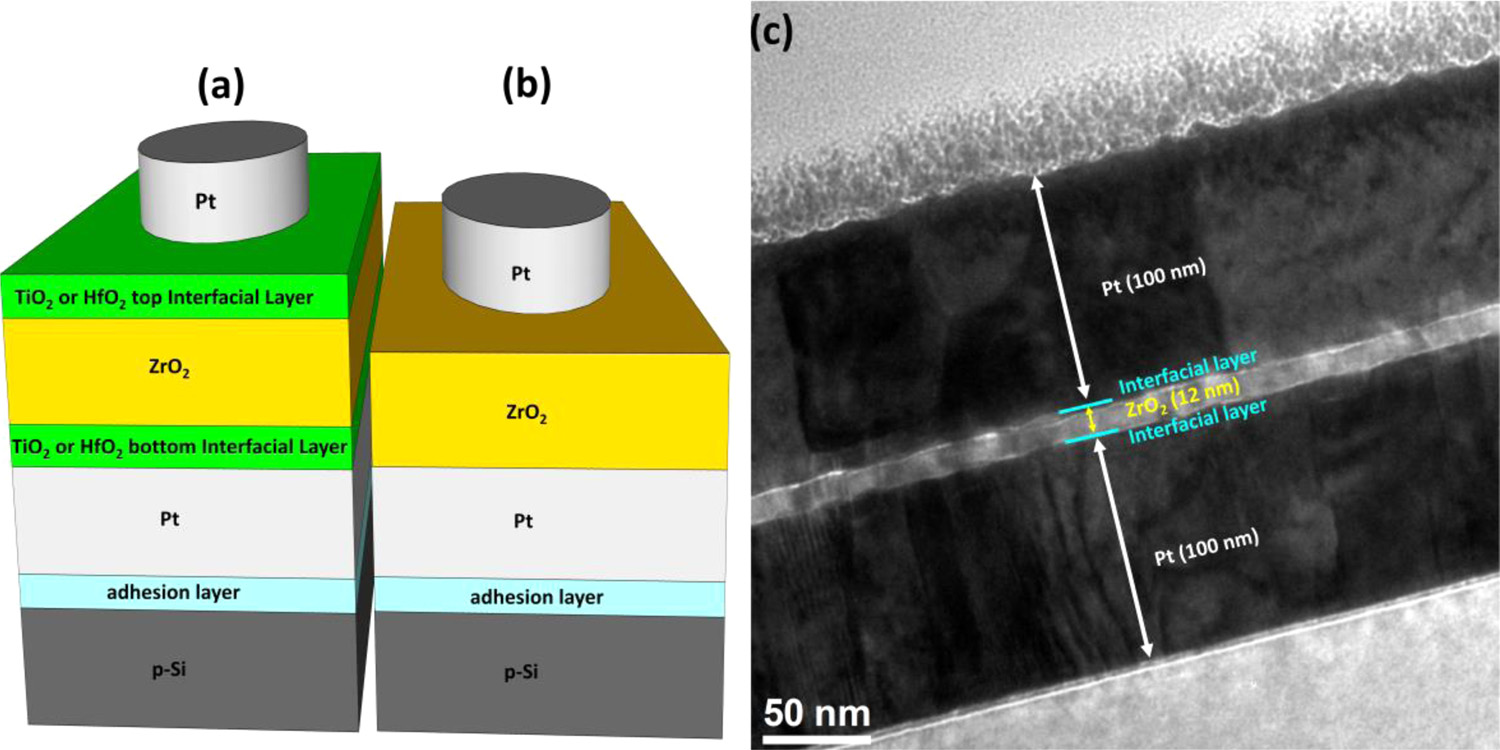 (a)
Pt
TiO₂ or HfO₂ top Interfacial Layer
ZrO₂
TiO₂ or HfO₂ bottom Interfacial Layer
Pt
adhesion layer
p-Si
(b)
Pt
ZrO₂
Pt
adhesion layer
p-Si
(c)
Pt (100 nm)
Interfacial layer
ZrO₂ (12 nm)
Interfacial layer
Pt (100 nm)
50 nm